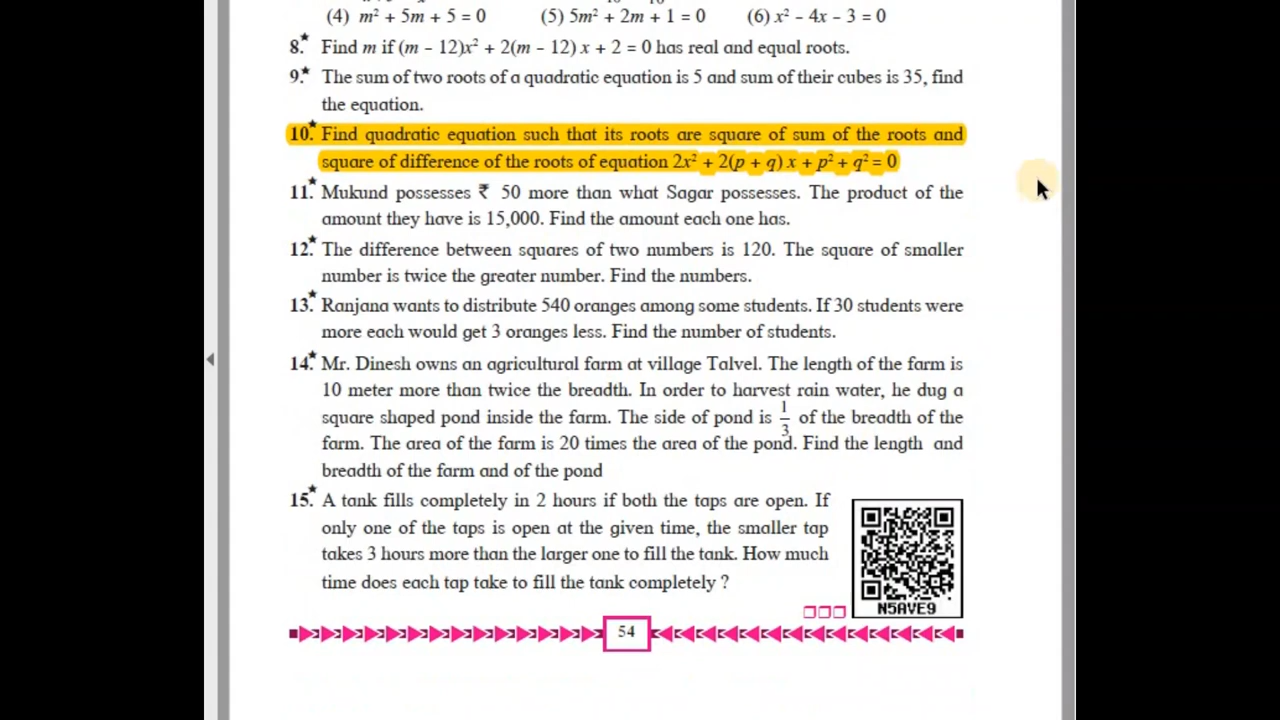 (4) m² + 5m + 5 = 0 (5) 5m² + 2m + 1 = 0 (6) x² – 4x – 3 = 0
8.★ Find m if (m – 12)x² + 2(m – 12) x + 2 = 0 has real and equal roots.
9.★ The sum of two roots of a quadratic equation is 5 and sum of their cubes is 35, find
the equation.
10.★ Find quadratic equation such that its roots are square of sum of the roots and
square of difference of the roots of equation 2x² + 2(p + q) x + p² + q² = 0
11.★ Mukund possesses ₹ 50 more than what Sagar possesses. The product of the
amount they have is 15,000. Find the amount each one has.
12.★ The difference between squares of two numbers is 120. The square of smaller
number is twice the greater number. Find the numbers.
13.★ Ranjana wants to distribute 540 oranges among some students. If 30 students were
more each would get 3 oranges less. Find the number of students.
14.★ Mr. Dinesh owns an agricultural farm at village Talvel. The length of the farm is
10 meter more than twice the breadth. In order to harvest rain water, he dug a
square shaped pond inside the farm. The side of pond is 1/3 of the breadth of the
farm. The area of the farm is 20 times the area of the pond. Find the length and
breadth of the farm and of the pond
15.★ A tank fills completely in 2 hours if both the taps are open. If
only one of the taps is open at the given time, the smaller tap
takes 3 hours more than the larger one to fill the tank. How much
time does each tap take to fill the tank completely ?
N5AVE9
54